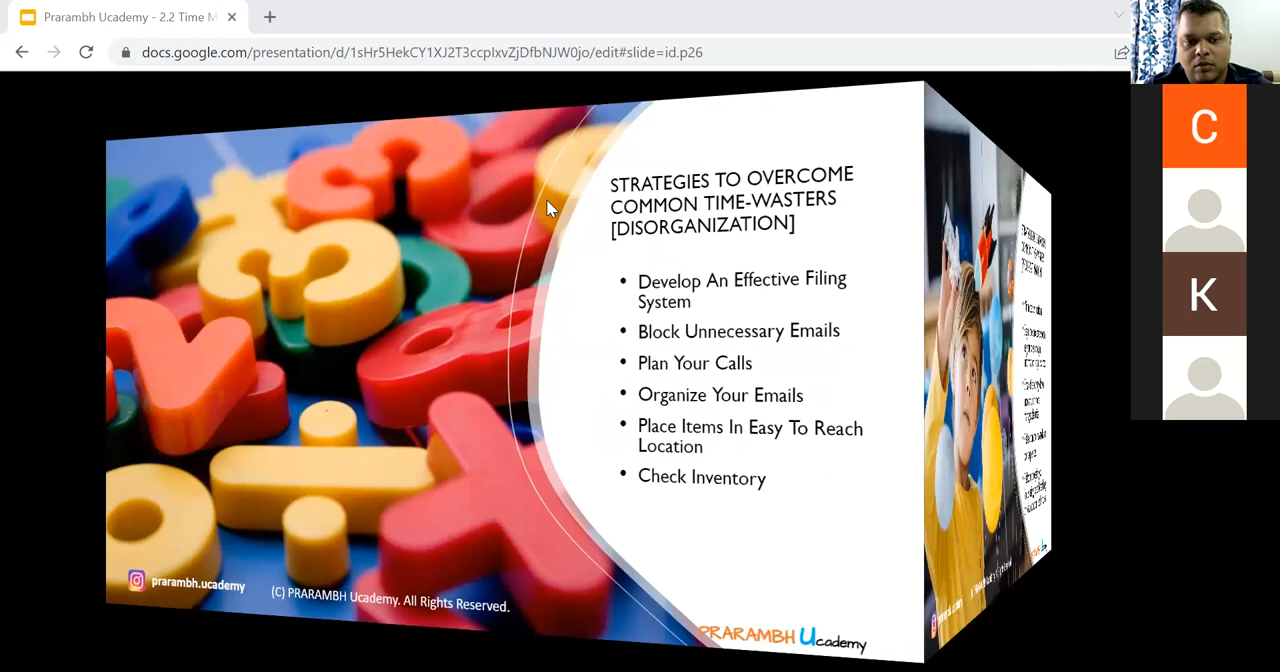 Prarambh Ucademy - 2.2 Time M
docs.google.com/presentation/d/1sHr5HekCY1XJ2T3ccpIxvZjDfbNJW0jo/edit#slide=id.p26
STRATEGIES TO OVERCOME
COMMON TIME-WASTERS
[DISORGANIZATION]
• Develop An Effective Filing
System
• Block Unnecessary Emails
• Plan Your Calls
• Organize Your Emails
• Place Items In Easy To Reach
Location
• Check Inventory
prarambh.ucademy
(C) PRARAMBH Ucademy. All Rights Reserved.
PRARAMBH Ucademy
C
K